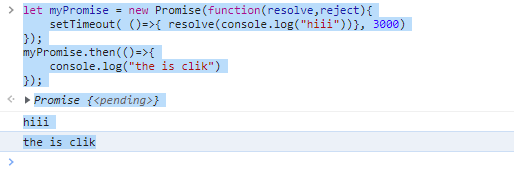 let myPromise = new Promise(function(resolve,reject){
setTimeout( ()=>{ resolve(console.log("hiii"))}, 3000)
});
myPromise.then(()=>{
console.log("the is clik")
});
Promise {<pending>}
hiii
the is clik